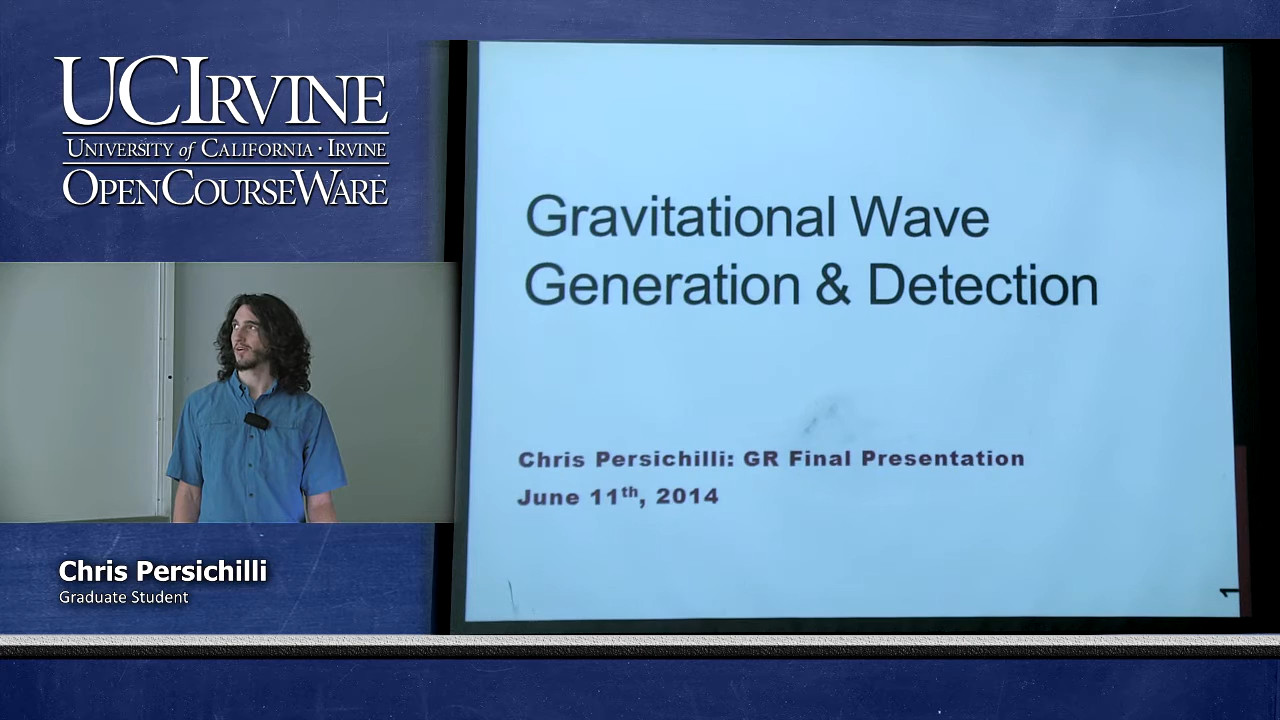 UCIRVINE
UNIVERSITY of CALIFORNIA · IRVINE
OPENCOURSEWARE
Gravitational Wave
Generation & Detection
Chris Persichilli: GR Final Presentation
June 11th, 2014
1
Chris Persichilli
Graduate Student